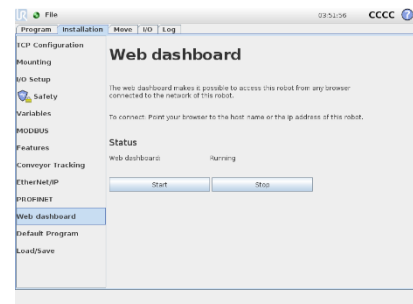 File
03:51:56
CCCC
?
Program Installation Move I/O Log
TCP Configuration
Mounting
I/O Setup
Safety
Variables
MODBUS
Features
Conveyor Tracking
EtherNet/IP
PROFINET
Web dashboard
Default Program
Load/Save
Web dashboard
The web dashboard makes it possible to access this robot from any browser
connected to the network of this robot.
To connect: Point your browser to the host name or the ip address of this robot.
Status
Web dashboard: Running
Start Stop